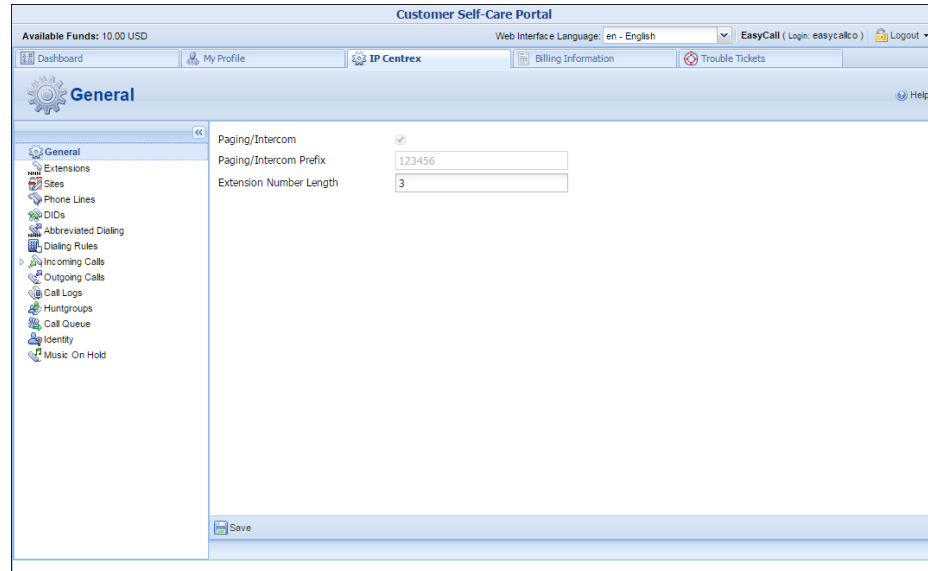 Customer Self-Care Portal
Available Funds: 10.00 USD
Web Interface Language: en - English
EasyCall ( Login: easycallco )
Logout
Dashboard
My Profile
IP Centrex
Billing Information
Trouble Tickets
General
Help
General
Extensions
Sites
Phone Lines
DIDs
Abbreviated Dialing
Dialing Rules
Incoming Calls
Outgoing Calls
Call Logs
Huntgroups
Call Queue
Identity
Music On Hold
Paging/Intercom
Paging/Intercom Prefix 123456
Extension Number Length 3
Save